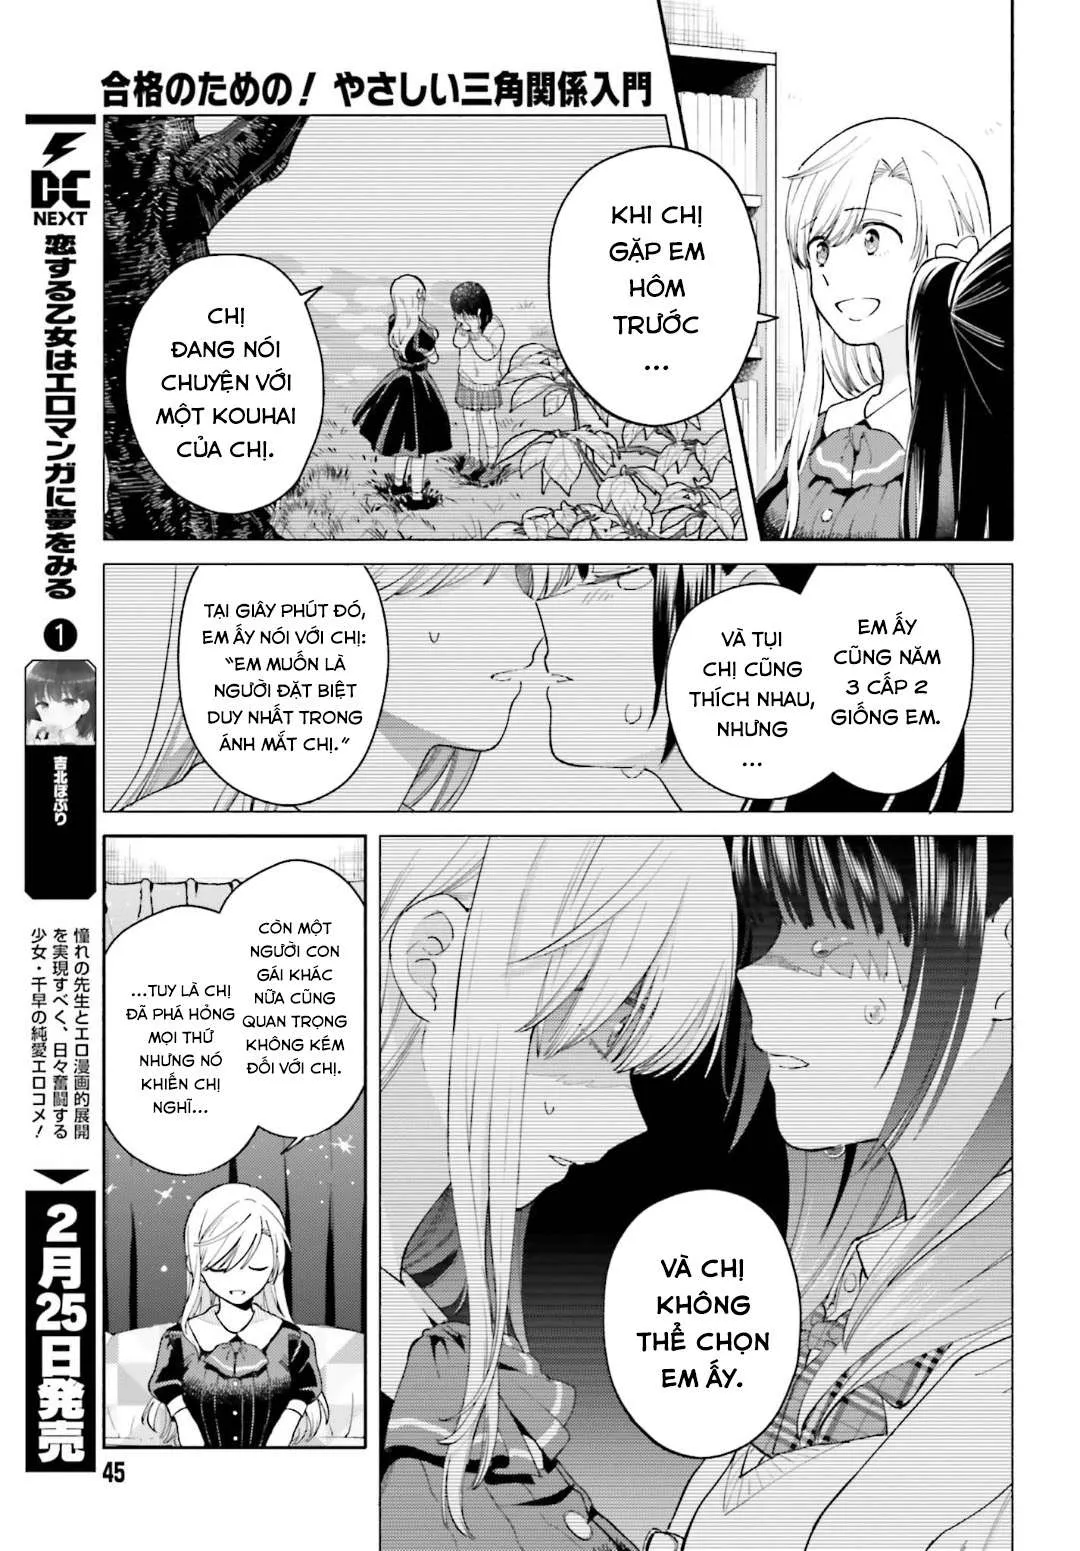 合格のための! やさしい三角関係入門
KHI CHỊ
GẶP EM
HÔM
TRƯỚC
...
CHỊ
ĐANG NÓI
CHUYỆN VỚI
MỘT KOUHAI
CỦA CHỊ.
EM ẤY
CŨNG NĂM
3 CẤP 2
GIỐNG EM.
VÀ TỤI
CHỊ CŨNG
THÍCH NHAU,
NHƯNG
...
TẠI GIÂY PHÚT ĐÓ,
EM ẤY NÓI VỚI CHỊ:
"EM MUỐN LÀ
NGƯỜI ĐẶT BIỆT
DUY NHẤT TRONG
ÁNH MẮT CHỊ."
VÀ CHỊ
KHÔNG
THỂ CHỌN
EM ẤY.
CÒN MỘT
NGƯỜI CON
GÁI KHÁC
NỮA CŨNG
QUAN TRỌNG
KHÔNG KÉM
ĐỐI VỚI CHỊ.
...TUY LÀ CHỊ
ĐÃ PHÁ HỎNG
MỌI THỨ
NHƯNG NÓ
KHIẾN CHỊ
NGHĨ...
DC
NEXT
恋する乙女はエロマンガに夢をみる
1
吉北ぽぷり
憧れの先生とエロ漫画的展開
を実現すべく、日々奮闘する
少女・千早の純愛エロコメ!
2月25日発売
45